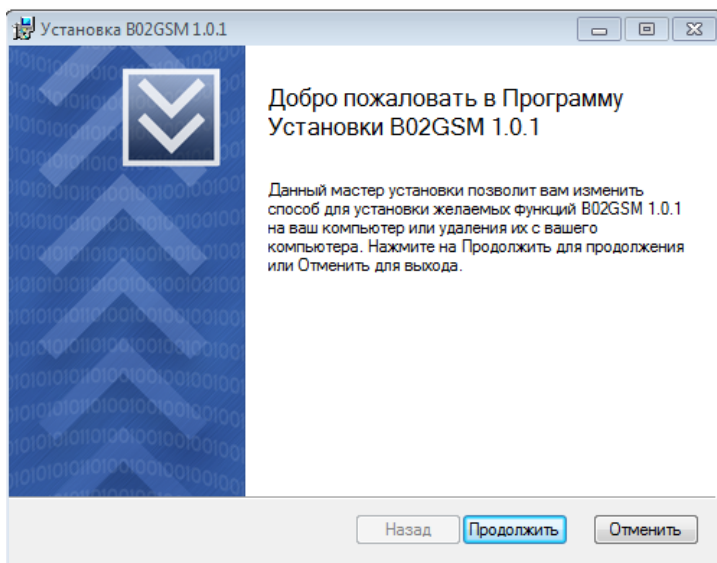 Установка B02GSM 1.0.1
Добро пожаловать в Программу
Установки B02GSM 1.0.1
Данный мастер установки позволит вам изменить
способ для установки желаемых функций B02GSM 1.0.1
на ваш компьютер или удаления их с вашего
компьютера. Нажмите на Продолжить для продолжения
или Отменить для выхода.
Назад Продолжить Отменить